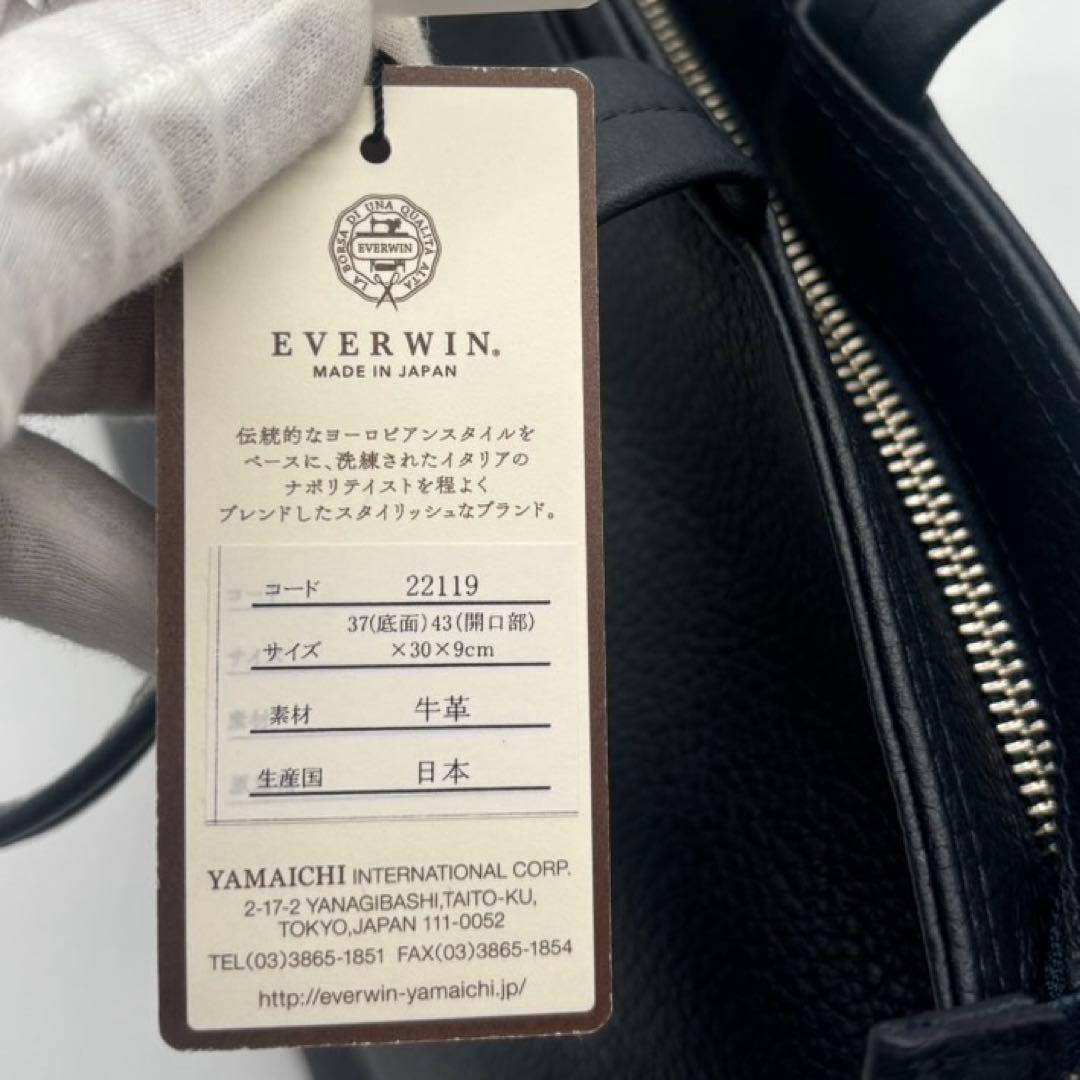 LA BORSA DI UNA QUALITA ALTA
EVERWIN
EVERWIN®
MADE IN JAPAN
伝統的なヨーロピアンスタイルを
ベースに、洗練されたイタリアの
ナポリテイストを程よく
ブレンドしたスタイリッシュなブランド。
コード 22119
37(底面)43(開口部)
サイズ ×30×9cm
素材 牛革
生産国 日本
YAMAICHI INTERNATIONAL CORP.
2-17-2 YANAGIBASHI,TAITO-KU,
TOKYO,JAPAN 111-0052
TEL(03)3865-1851 FAX(03)3865-1854
http://everwin-yamaichi.jp/